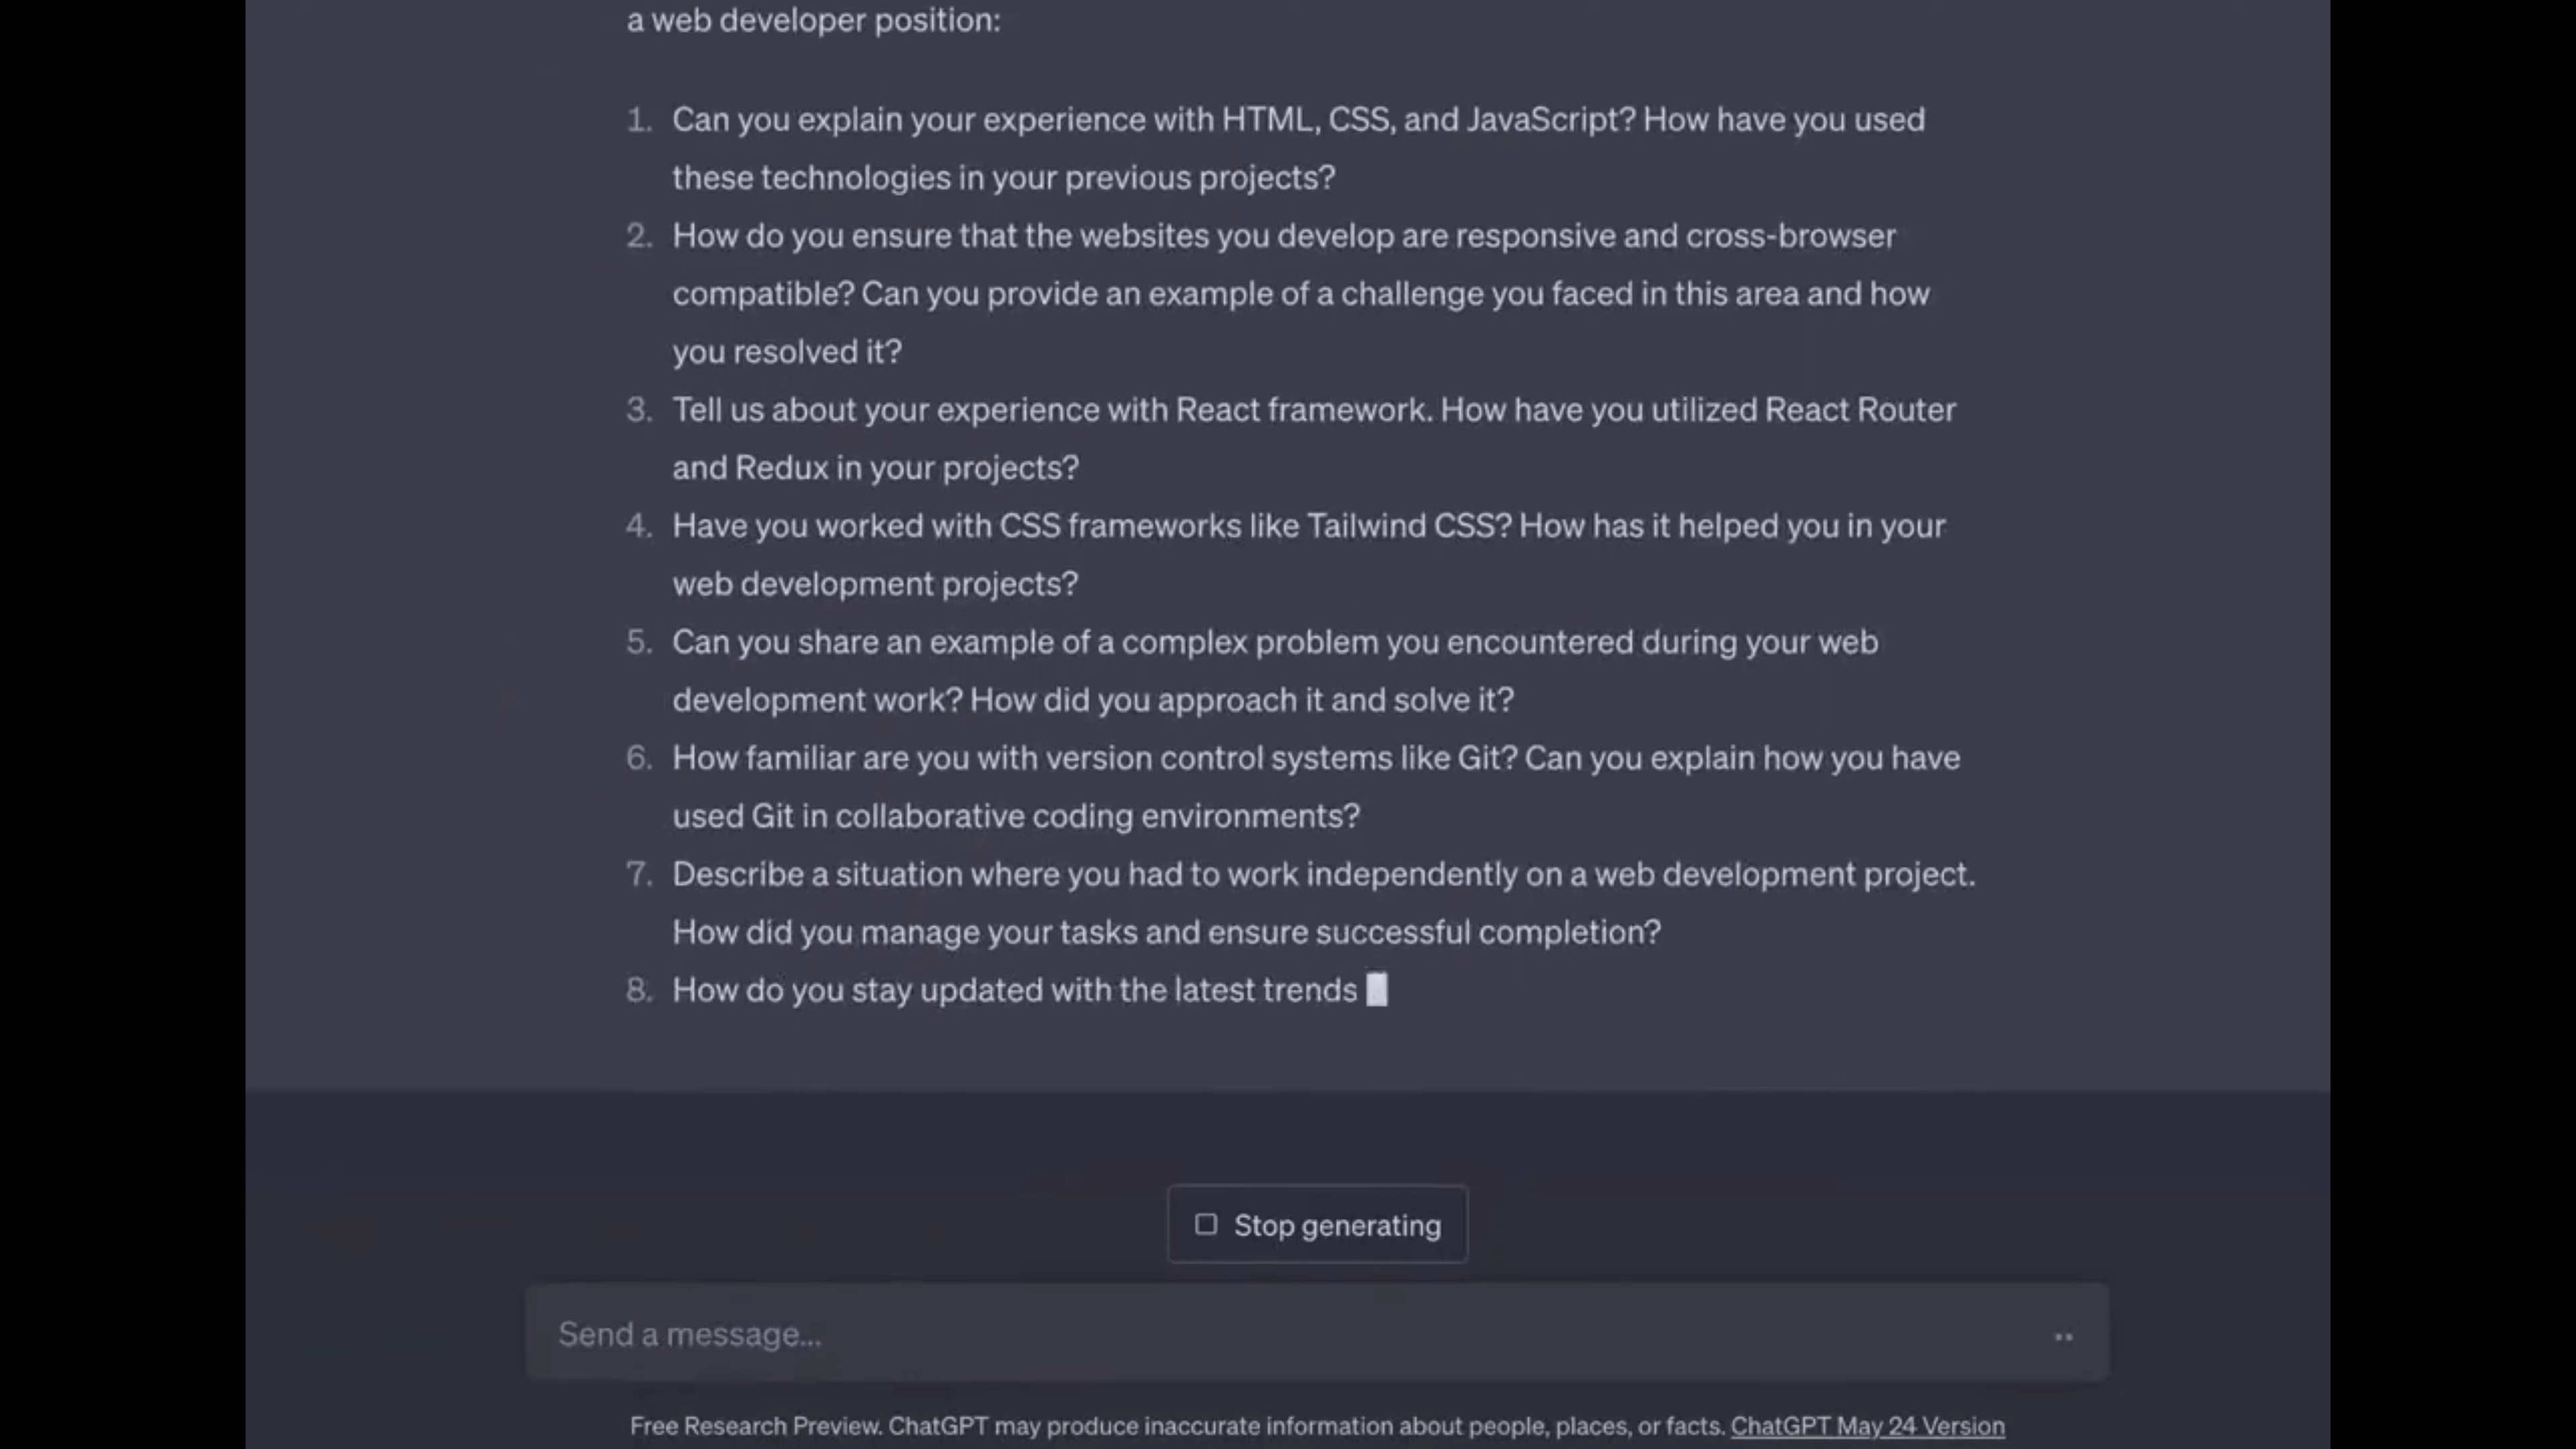 a web developer position:
1. Can you explain your experience with HTML, CSS, and JavaScript? How have you used
these technologies in your previous projects?
2. How do you ensure that the websites you develop are responsive and cross-browser
compatible? Can you provide an example of a challenge you faced in this area and how
you resolved it?
3. Tell us about your experience with React framework. How have you utilized React Router
and Redux in your projects?
4. Have you worked with CSS frameworks like Tailwind CSS? How has it helped you in your
web development projects?
5. Can you share an example of a complex problem you encountered during your web
development work? How did you approach it and solve it?
6. How familiar are you with version control systems like Git? Can you explain how you have
used Git in collaborative coding environments?
7. Describe a situation where you had to work independently on a web development project.
How did you manage your tasks and ensure successful completion?
8. How do you stay updated with the latest trends
Stop generating
Send a message...
Free Research Preview. ChatGPT may produce inaccurate information about people, places, or facts. ChatGPT May 24 Version